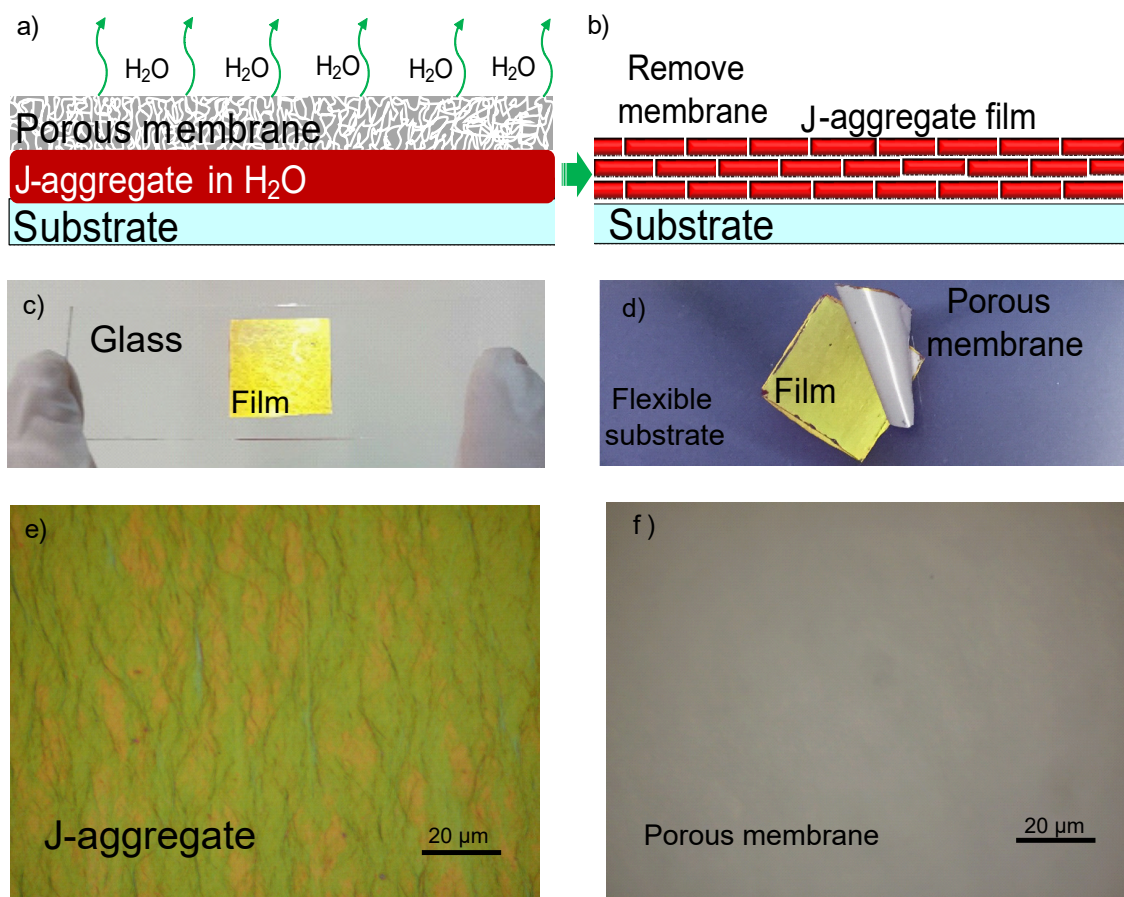 a)
H₂O H₂O H₂O H₂O H₂O
Porous membrane
J-aggregate in H₂O
Substrate
b)
Remove
membrane
J-aggregate film
Substrate
c)
Glass
Film
d)
Porous
membrane
Film
Flexible
substrate
e)
J-aggregate
20 µm
f )
Porous membrane
20 µm